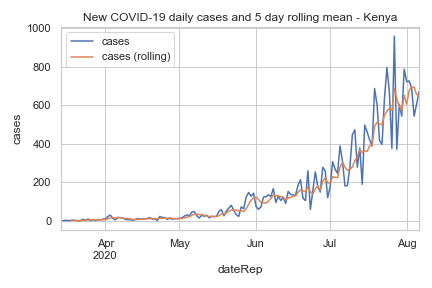 New COVID-19 daily cases and 5 day rolling mean - Kenya
cases
cases (rolling)
1000
800
600
400
200
0
cases
Apr
2020
May
Jun
Jul
Aug
dateRep